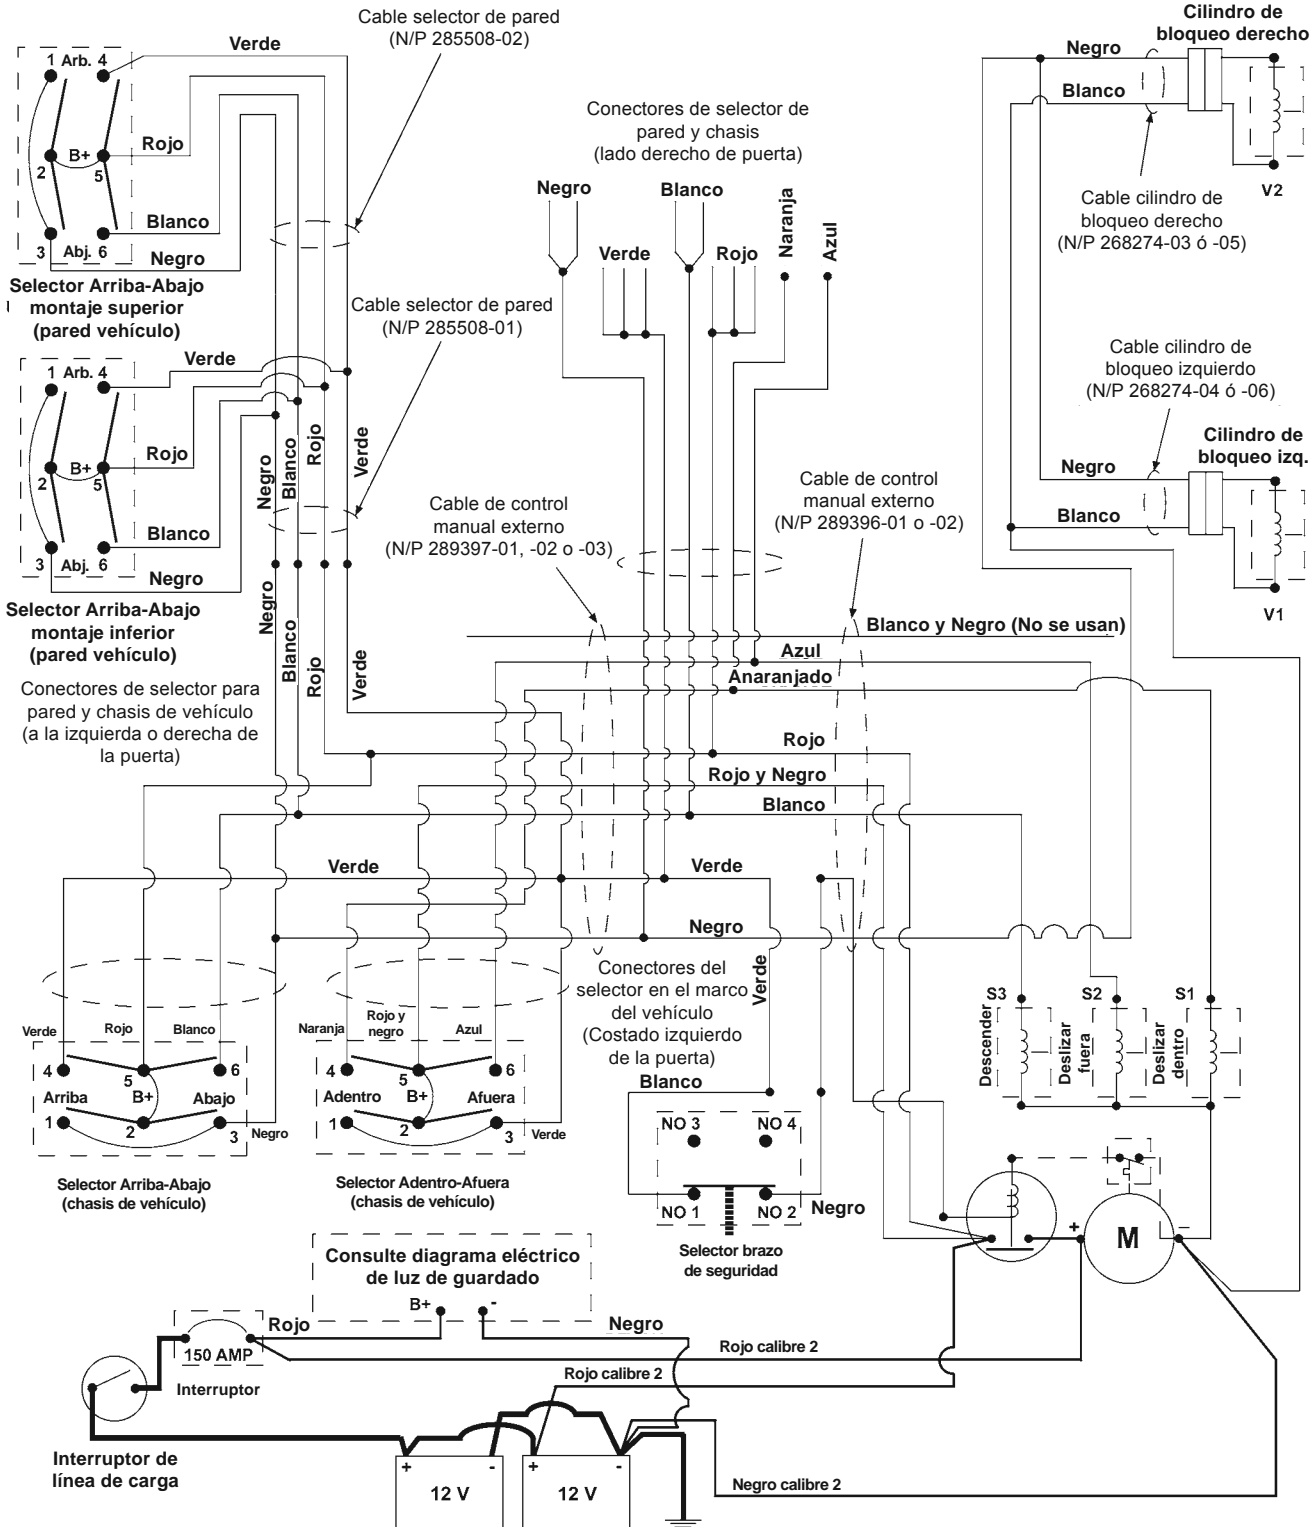 Cable selector de pared
(N/P 285508-02)
Cilindro de
bloqueo derecho
Verde
1 Arb. 4
Negro
Blanco
Conectores de selector de
pared y chasis
(lado derecho de puerta)
Rojo
B+
2
5
Negro
Blanco
Naranja
Azul
V2
Cable cilindro de
bloqueo derecho
(N/P 268274-03 ó -05)
Blanco
Verde
Rojo
3 Abj. 6
Negro
Selector Arriba-Abajo
montaje superior
(pared vehículo)
Cable selector de pared
(N/P 285508-01)
Cable cilindro de
bloqueo izquierdo
(N/P 268274-04 ó -06)
Verde
1 Arb. 4
Cilindro de
bloqueo izq.
Rojo
B+
2
5
Negro
Blanco
Rojo
Verde
Negro
Cable de control
manual externo
(N/P 289396-01 o -02)
Cable de control
manual externo
(N/P 289397-01, -02 o -03)
Blanco
Blanco
3
Abj. 6
Negro
Selector Arriba-Abajo
montaje inferior
(pared vehículo)
V1
Negro
Blanco
Rojo
Verde
Blanco y Negro (No se usan)
Azul
Anaranjado
Conectores de selector para
pared y chasis de vehículo
(a la izquierda o derecha de
la puerta)
Rojo
Rojo y Negro
Blanco
Verde
Verde
Negro
Verde
Conectores del
selector en el marco
del vehículo
(Costado izquierdo
de la puerta)
S3
S2
S1
Descender
Deslizar
fuera
Deslizar
dentro
Verde
Rojo
Blanco
Naranja
Rojo y
negro
Azul
4
5
6
4
5
6
Arriba
B+
Abajo
Adentro
B+
Afuera
1
2
3
Negro
1
2
3
Verde
Blanco
NO 3
NO 4
NO 1
NO 2
Negro
Selector Arriba-Abajo
(chasis de vehículo)
Selector Adentro-Afuera
(chasis de vehículo)
Selector brazo
de seguridad
+
M
-
Consulte diagrama eléctrico
de luz de guardado
B+
-
Rojo
Negro
150 AMP
Rojo calibre 2
Rojo calibre 2
Interruptor
Interruptor de
línea de carga
+
-
+
-
12 V
12 V
Negro calibre 2